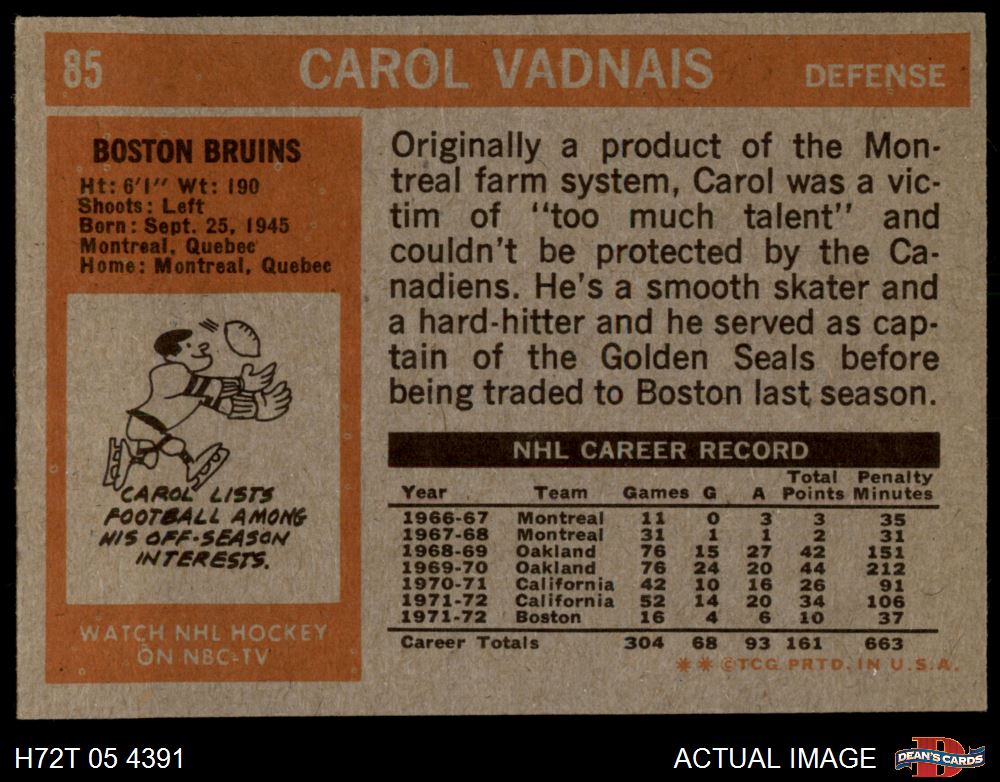 85 CAROL VADNAIS DEFENSE
BOSTON BRUINS
Ht: 6'1" Wt: 190
Shoots: Left
Born: Sept. 25, 1945
Montreal, Quebec
Home: Montreal, Quebec
CAROL LISTS
FOOTBALL AMONG
HIS OFF-SEASON
INTERESTS.
WATCH NHL HOCKEY
ON NBC-TV
Originally a product of the Mon-
treal farm system, Carol was a vic-
tim of "too much talent" and
couldn't be protected by the Ca-
nadiens. He's a smooth skater and
a hard-hitter and he served as cap-
tain of the Golden Seals before
being traded to Boston last season.
NHL CAREER RECORD
Year Team Games G A Total Points Penalty Minutes
1966-67 Montreal 11 0 3 3 35
1967-68 Montreal 31 1 1 2 31
1968-69 Oakland 76 15 27 42 151
1969-70 Oakland 76 24 20 44 212
1970-71 California 42 10 16 26 91
1971-72 California 52 14 20 34 106
1971-72 Boston 16 4 6 10 37
Career Totals 304 68 93 161 663
** ©TCG PRTD. IN U.S.A.
H72T 05 4391 ACTUAL IMAGE DEAN'S CARDS